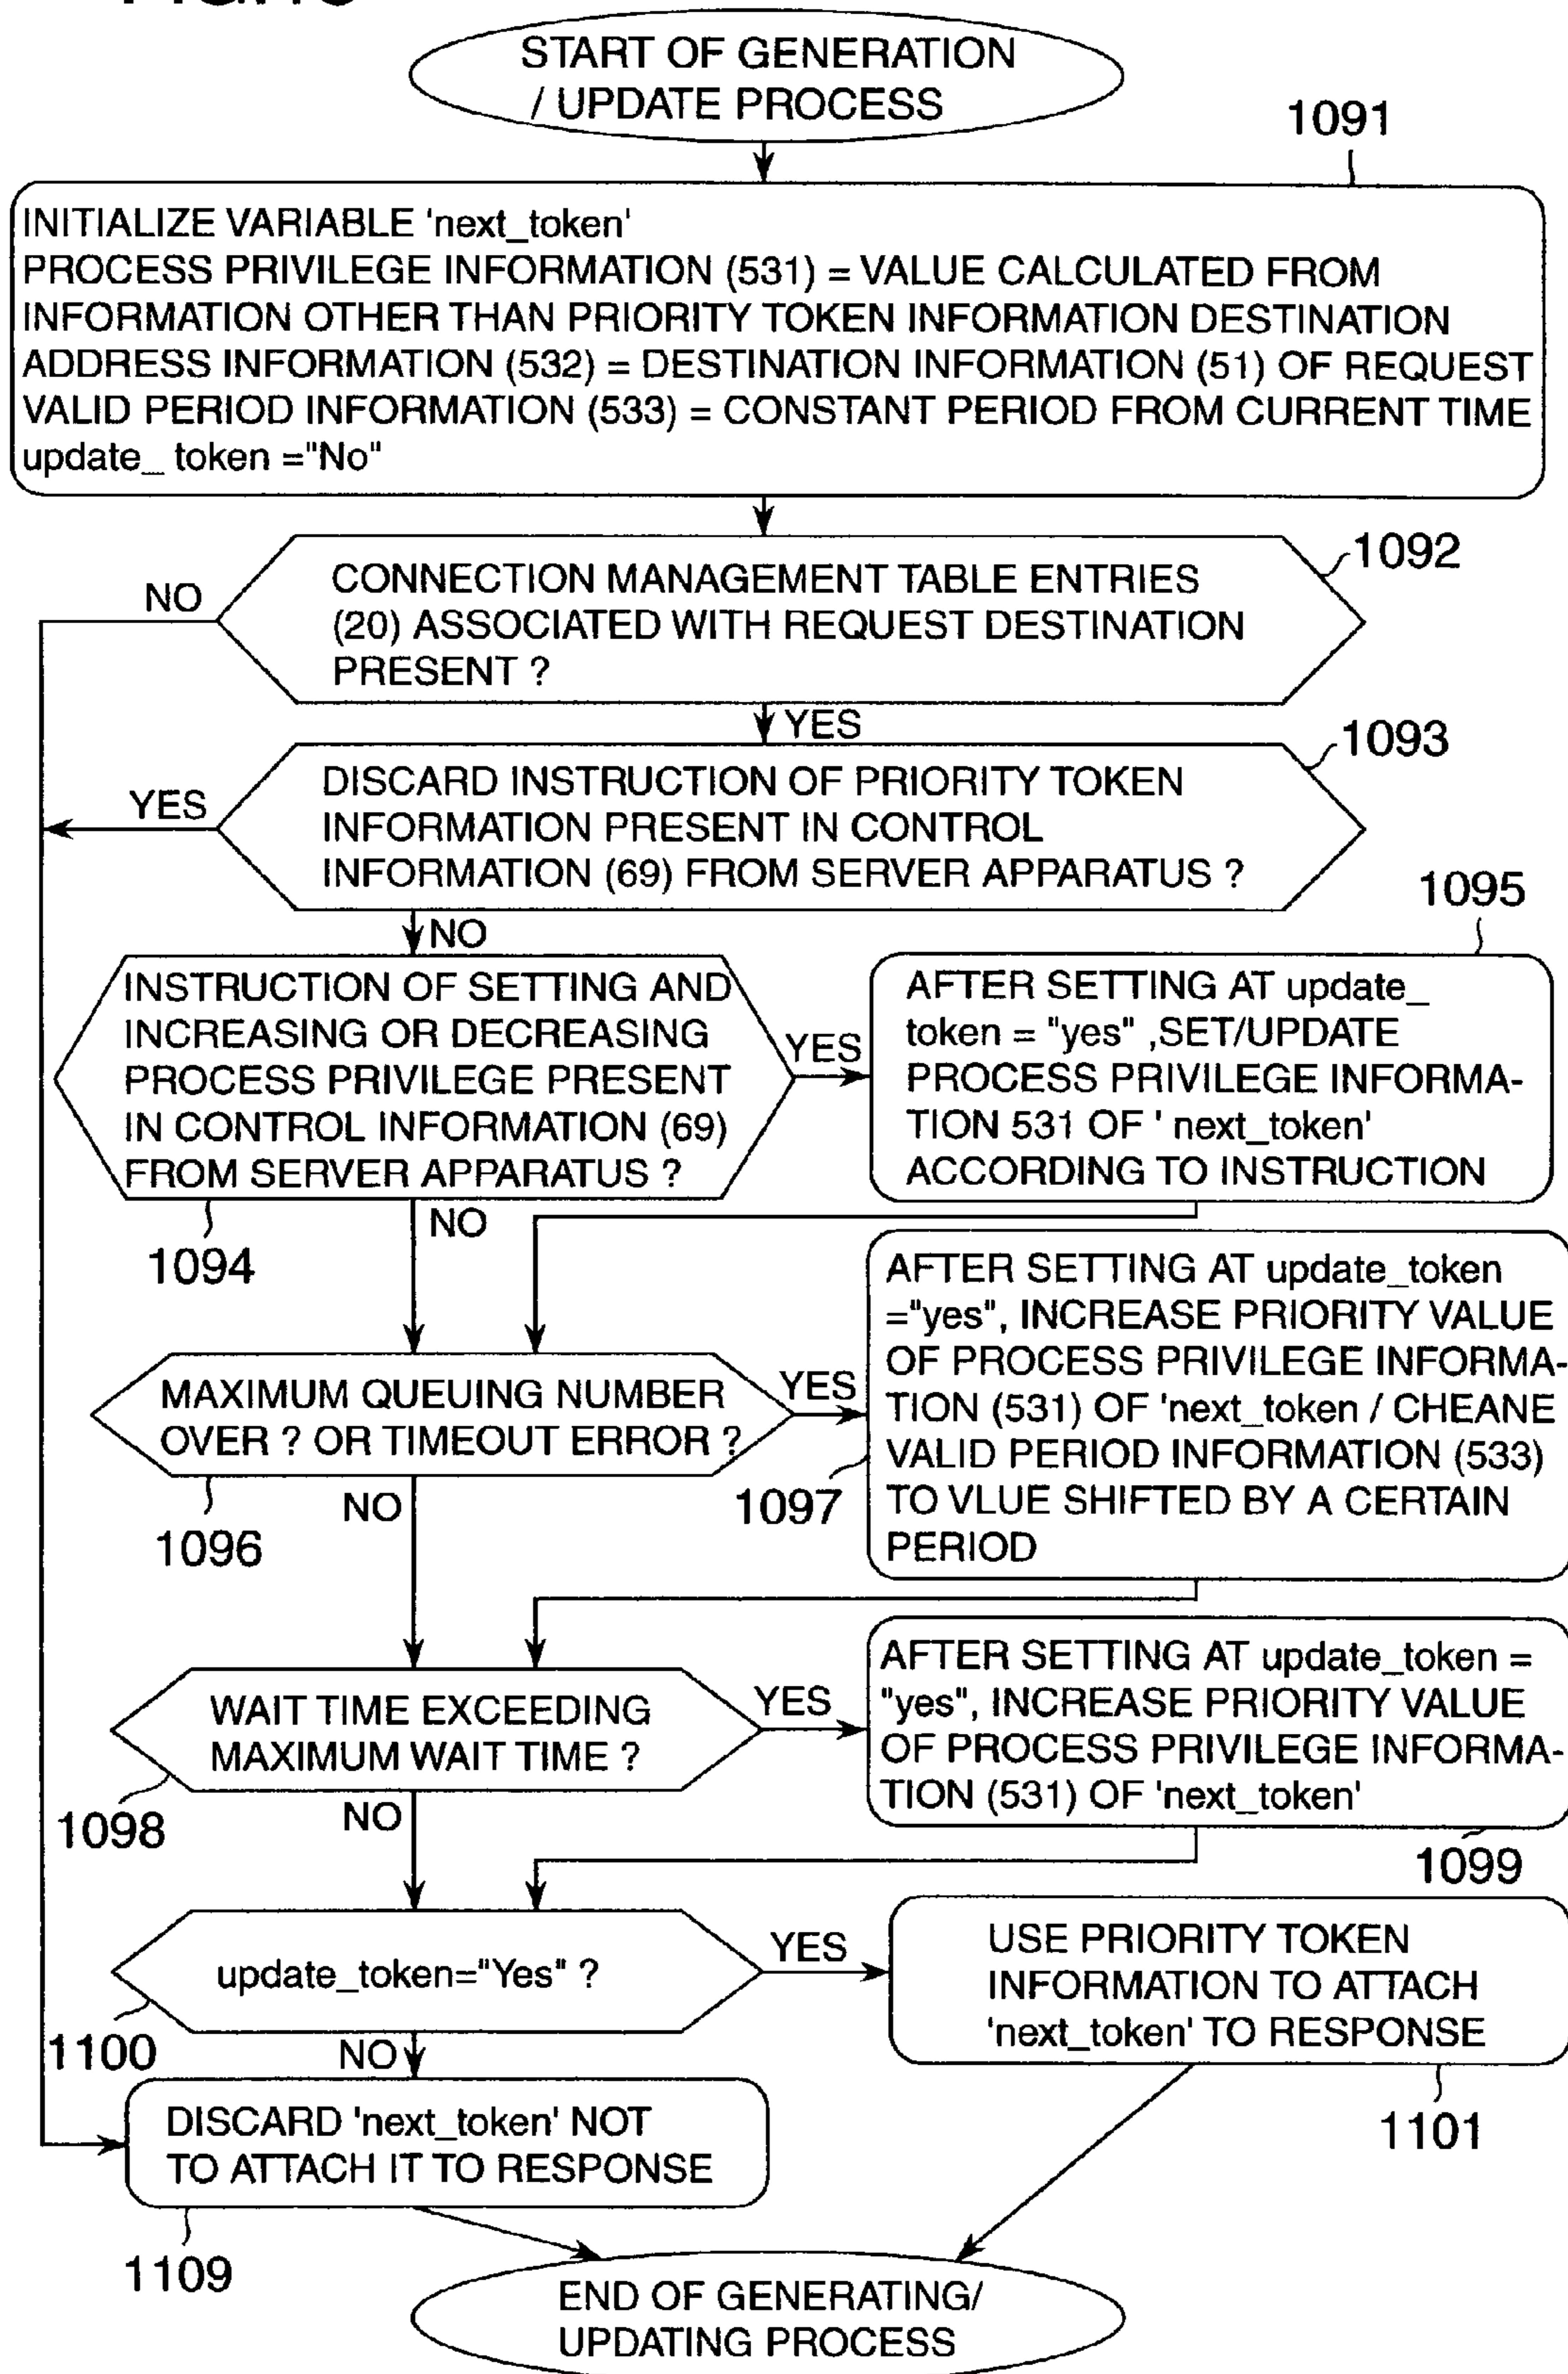 START OF GENERATION
/ UPDATE PROCESS
1091
INITIALIZE VARIABLE 'next_token'
PROCESS PRIVILEGE INFORMATION (531) = VALUE CALCULATED FROM
INFORMATION OTHER THAN PRIORITY TOKEN INFORMATION DESTINATION
ADDRESS INFORMATION (532) = DESTINATION INFORMATION (51) OF REQUEST
VALID PERIOD INFORMATION (533) = CONSTANT PERIOD FROM CURRENT TIME
update_ token ="No"
1092
NO
CONNECTION MANAGEMENT TABLE ENTRIES
(20) ASSOCIATED WITH REQUEST DESTINATION
PRESENT ?
YES
1093
YES
DISCARD INSTRUCTION OF PRIORITY TOKEN
INFORMATION PRESENT IN CONTROL
INFORMATION (69) FROM SERVER APPARATUS ?
NO
1095
INSTRUCTION OF SETTING AND
INCREASING OR DECREASING
PROCESS PRIVILEGE PRESENT
IN CONTROL INFORMATION (69)
FROM SERVER APPARATUS ?
YES
AFTER SETTING AT update_
token = "yes" ,SET/UPDATE
PROCESS PRIVILEGE INFORMA-
TION 531 OF ' next_token'
ACCORDING TO INSTRUCTION
NO
1094
MAXIMUM QUEUING NUMBER
OVER ? OR TIMEOUT ERROR ?
YES
AFTER SETTING AT update_token
="yes", INCREASE PRIORITY VALUE
OF PROCESS PRIVILEGE INFORMA-
TION (531) OF 'next_token / CHEANE
VALID PERIOD INFORMATION (533)
TO VLUE SHIFTED BY A CERTAIN
PERIOD
1097
NO
1096
WAIT TIME EXCEEDING
MAXIMUM WAIT TIME ?
YES
AFTER SETTING AT update_token =
"yes", INCREASE PRIORITY VALUE
OF PROCESS PRIVILEGE INFORMA-
TION (531) OF 'next_token'
1098
NO
1099
update_token="Yes" ?
YES
USE PRIORITY TOKEN
INFORMATION TO ATTACH
'next_token' TO RESPONSE
1100
NO
1101
DISCARD 'next_token' NOT
TO ATTACH IT TO RESPONSE
1109
END OF GENERATING/
UPDATING PROCESS